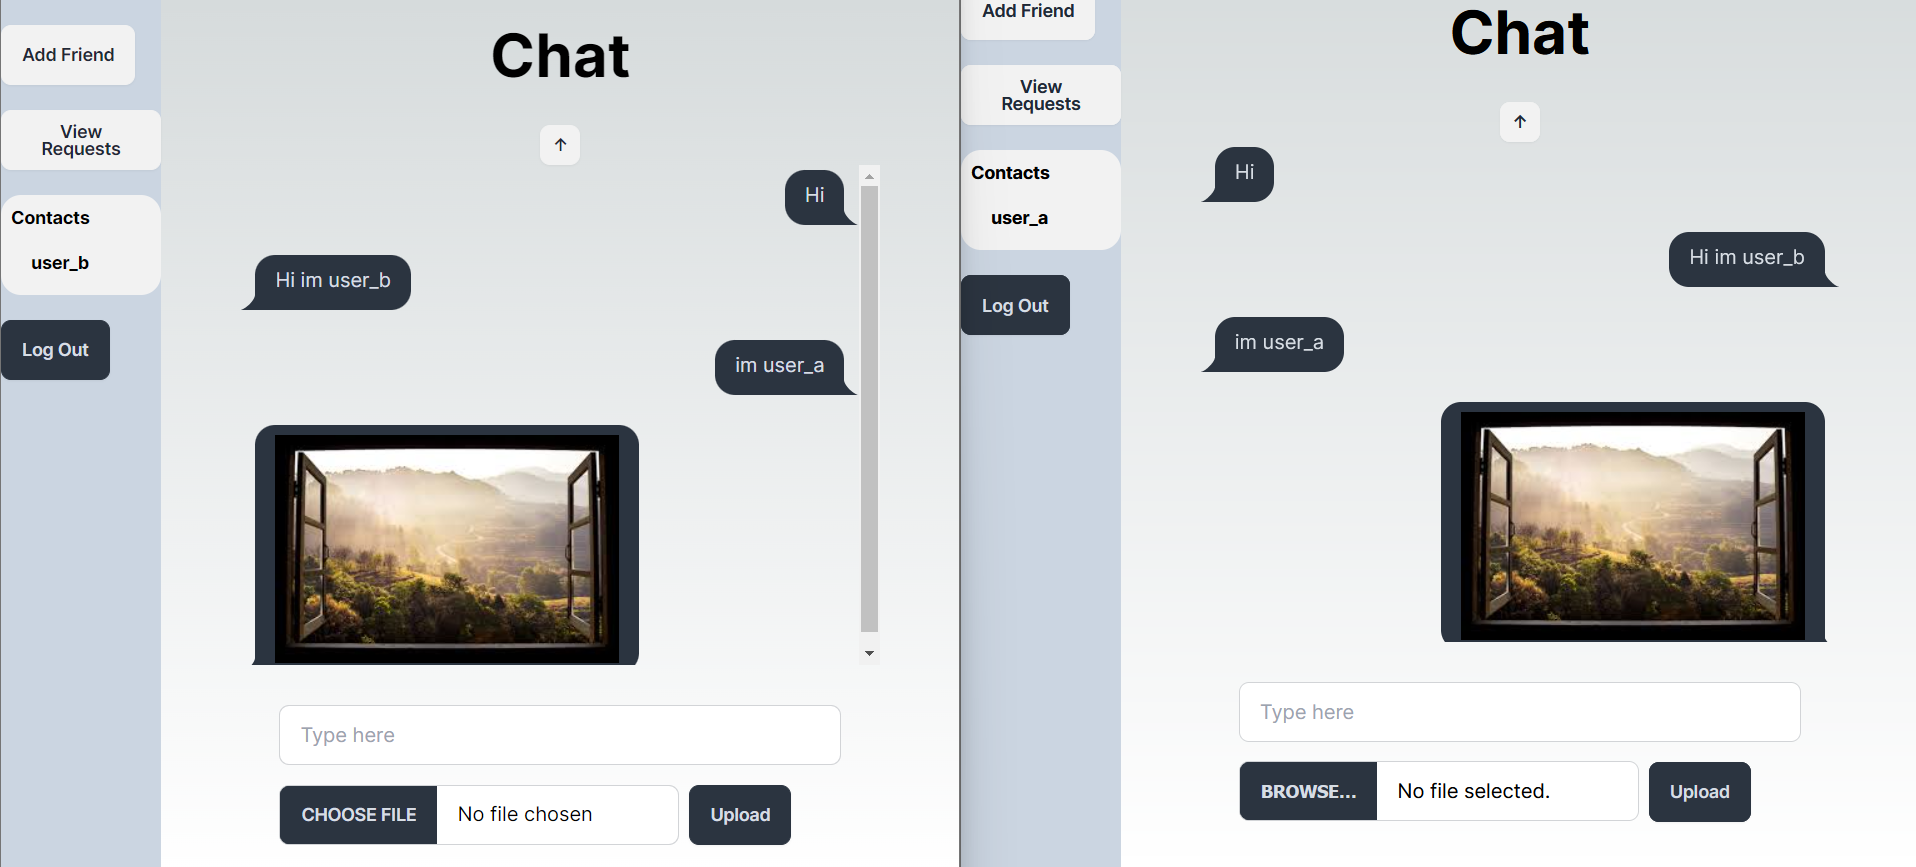 Add Friend
View
Requests
Contacts
user_b
Log Out
Chat
↑
Hi
Hi im user_b
im user_a
Type here
CHOOSE FILE No file chosen Upload
Add Friend
View
Requests
Contacts
user_a
Log Out
Chat
↑
Hi
Hi im user_b
im user_a
Type here
BROWSE... No file selected. Upload